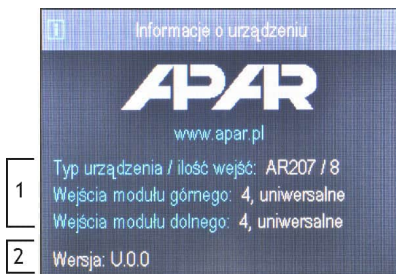 Informacje o urządzeniu
APAR
www.apar.pl
1
Typ urządzenia / ilość wejść: AR207 / 8
Wejścia modułu górnego: 4, uniwersalne
Wejścia modułu dolnego: 4, uniwersalne
2
Wersja: U.0.0